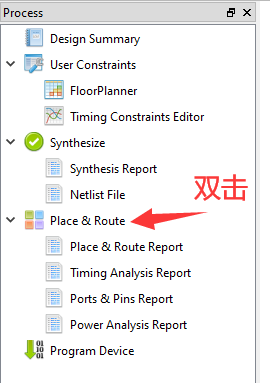 Process
Design Summary
User Constraints
FloorPlanner
Timing Constraints Editor
Synthesize
Synthesis Report
Netlist File
双击
Place & Route
Place & Route Report
Timing Analysis Report
Ports & Pins Report
Power Analysis Report
Program Device